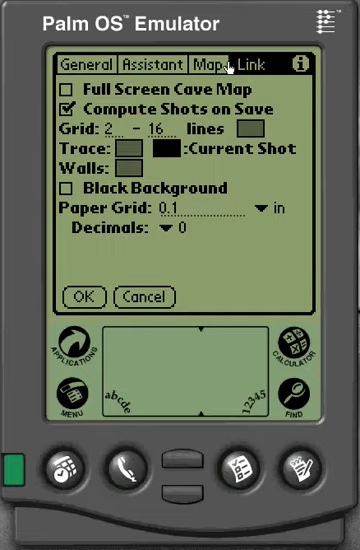 Palm OS™ Emulator
General Assistant Map Link i
Full Screen Cave Map
Compute Shots on Save
Grid: 2 - 16 lines
Trace: :Current Shot
Walls:
Black Background
Paper Grid: 0.1 in
Decimals: 0
OK Cancel
APPLICATIONS
CALCULATOR
MENU
abcde
12345
FIND